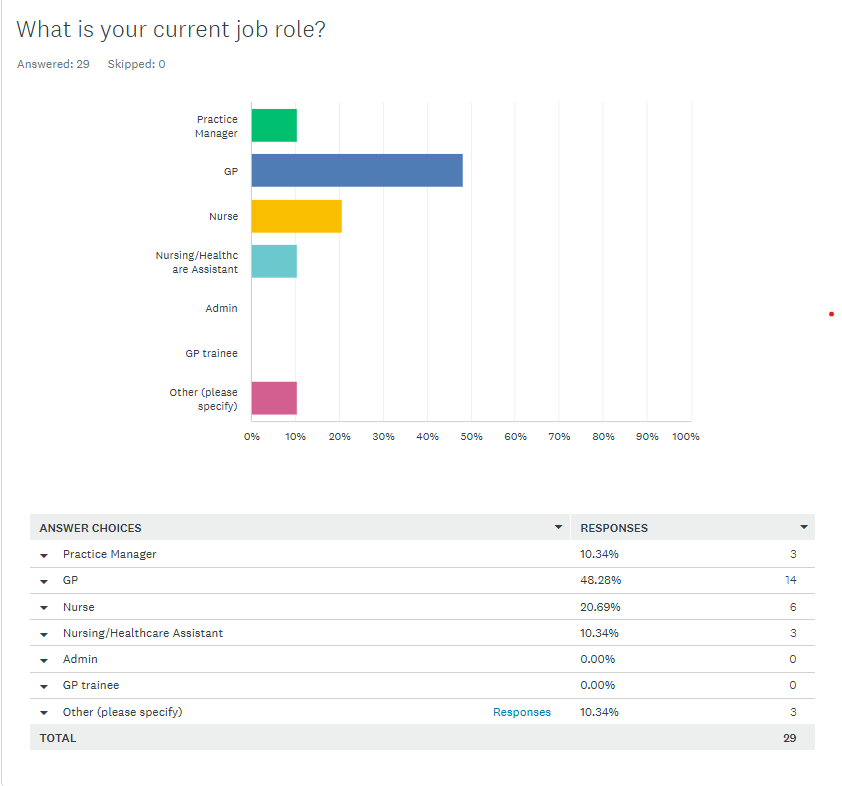 What is your current job role?
Answered: 29 Skipped: 0
Practice
Manager
GP
Nurse
Nursing/Healthc
are Assistant
Admin
GP trainee
Other (please
specify)
0% 10% 20% 30% 40% 50% 60% 70% 80% 90% 100%
ANSWER CHOICES RESPONSES
Practice Manager 10.34% 3
GP 48.28% 14
Nurse 20.69% 6
Nursing/Healthcare Assistant 10.34% 3
Admin 0.00% 0
GP trainee 0.00% 0
Other (please specify) Responses 10.34% 3
TOTAL 29